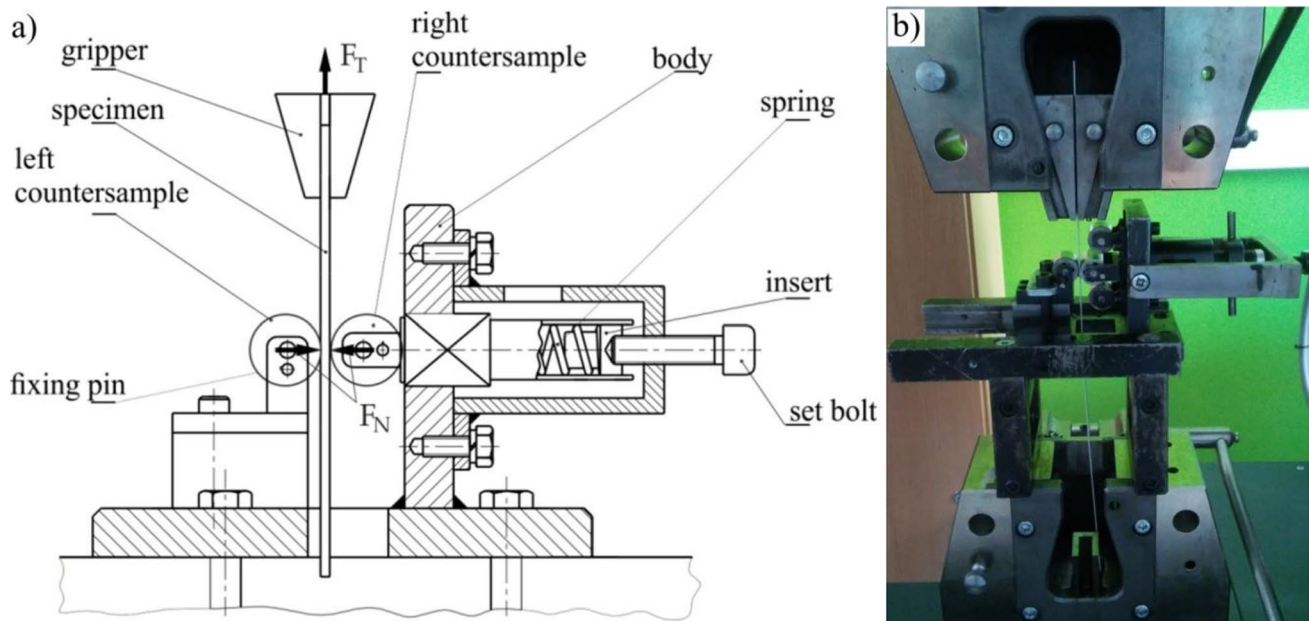 a)
gripper
specimen
left
countersample
fixing pin
F_T
right
countersample
body
spring
insert
set bolt
F_N
b)